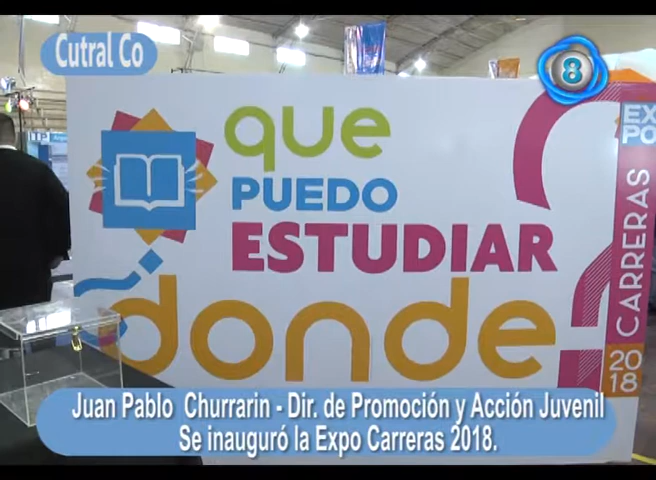 Cutral Co
8
EXPO
CARRERAS
2018
que
PUEDO
ESTUDIAR
donde
Juan Pablo Churrarin - Dir. de Promoción y Acción Juvenil
Se inauguró la Expo Carreras 2018.